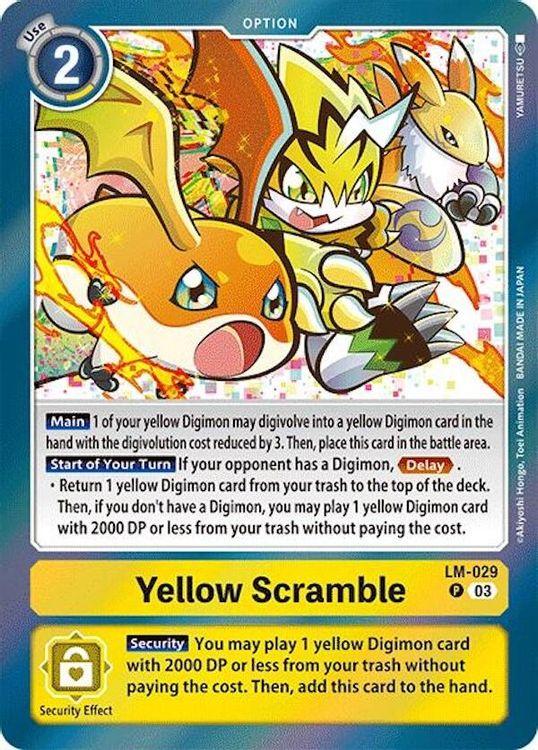 OPTION
Use
2
YAMURETSU
Main 1 of your yellow Digimon may digivolve into a yellow Digimon card in the
hand with the digivolution cost reduced by 3. Then, place this card in the battle area.
Start of Your Turn If your opponent has a Digimon, Delay .
・Return 1 yellow Digimon card from your trash to the top of the deck.
Then, if you don't have a Digimon, you may play 1 yellow Digimon card
with 2000 DP or less from your trash without paying the cost.
©Akiyoshi Hongo, Toei Animation BANDAI MADE IN JAPAN
Yellow Scramble
LM-029
P 03
Security You may play 1 yellow Digimon card
with 2000 DP or less from your trash without
paying the cost. Then, add this card to the hand.
Security Effect